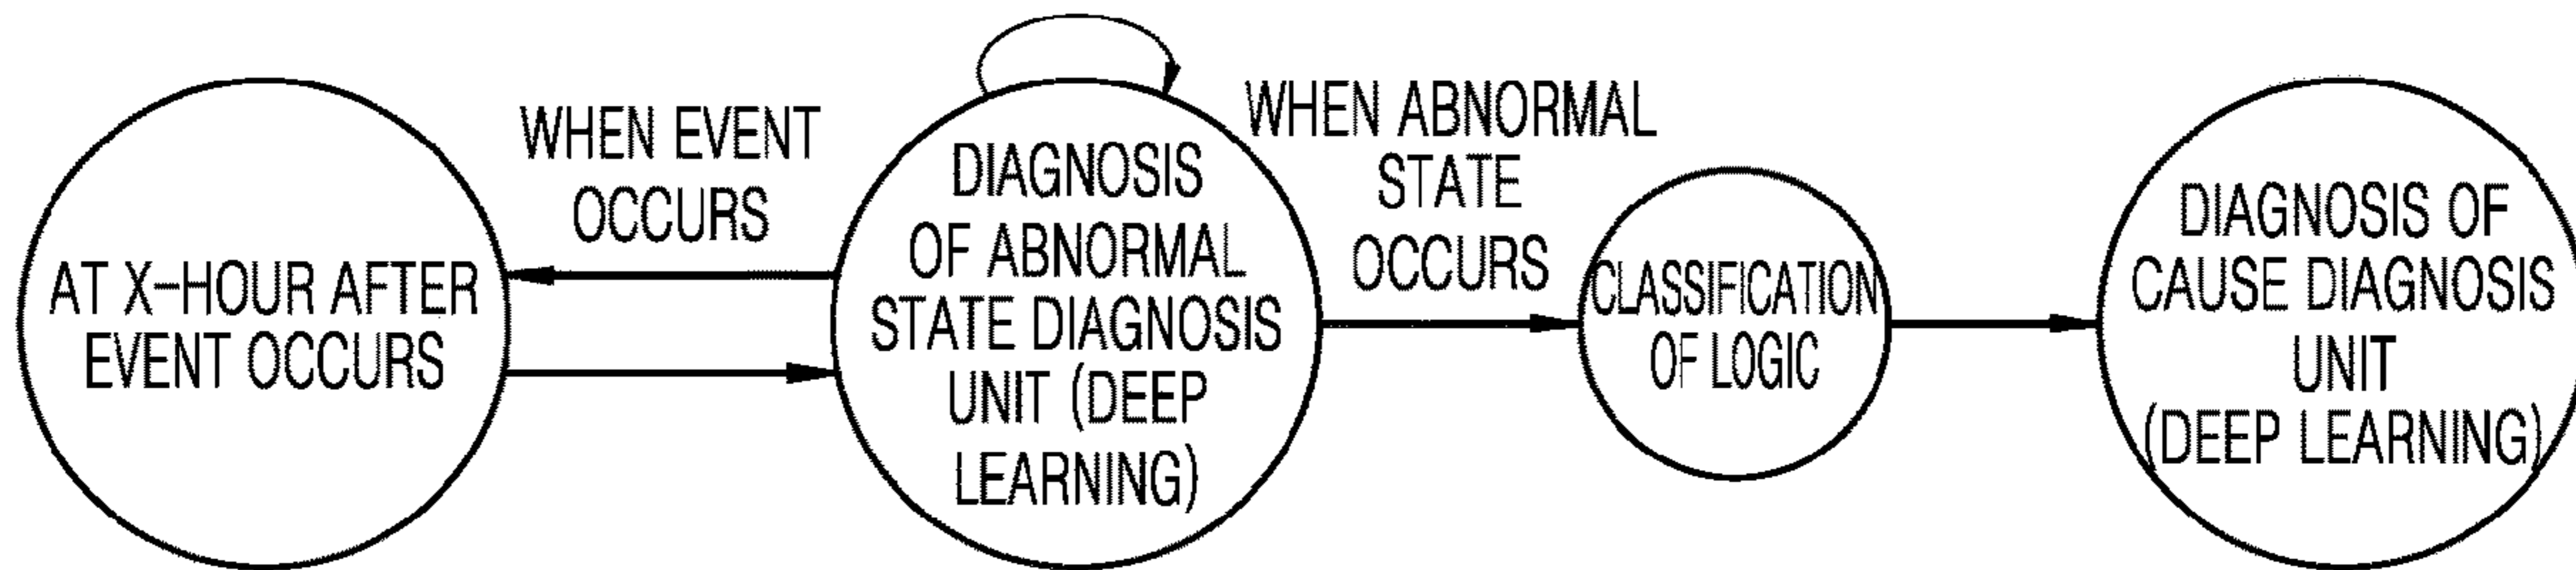 AT X-HOUR AFTER
EVENT OCCURS
WHEN EVENT
OCCURS
DIAGNOSIS
OF ABNORMAL
STATE DIAGNOSIS
UNIT (DEEP
LEARNING)
WHEN ABNORMAL
STATE
OCCURS
CLASSIFICATION
OF LOGIC
DIAGNOSIS OF
CAUSE DIAGNOSIS
UNIT
(DEEP LEARNING)